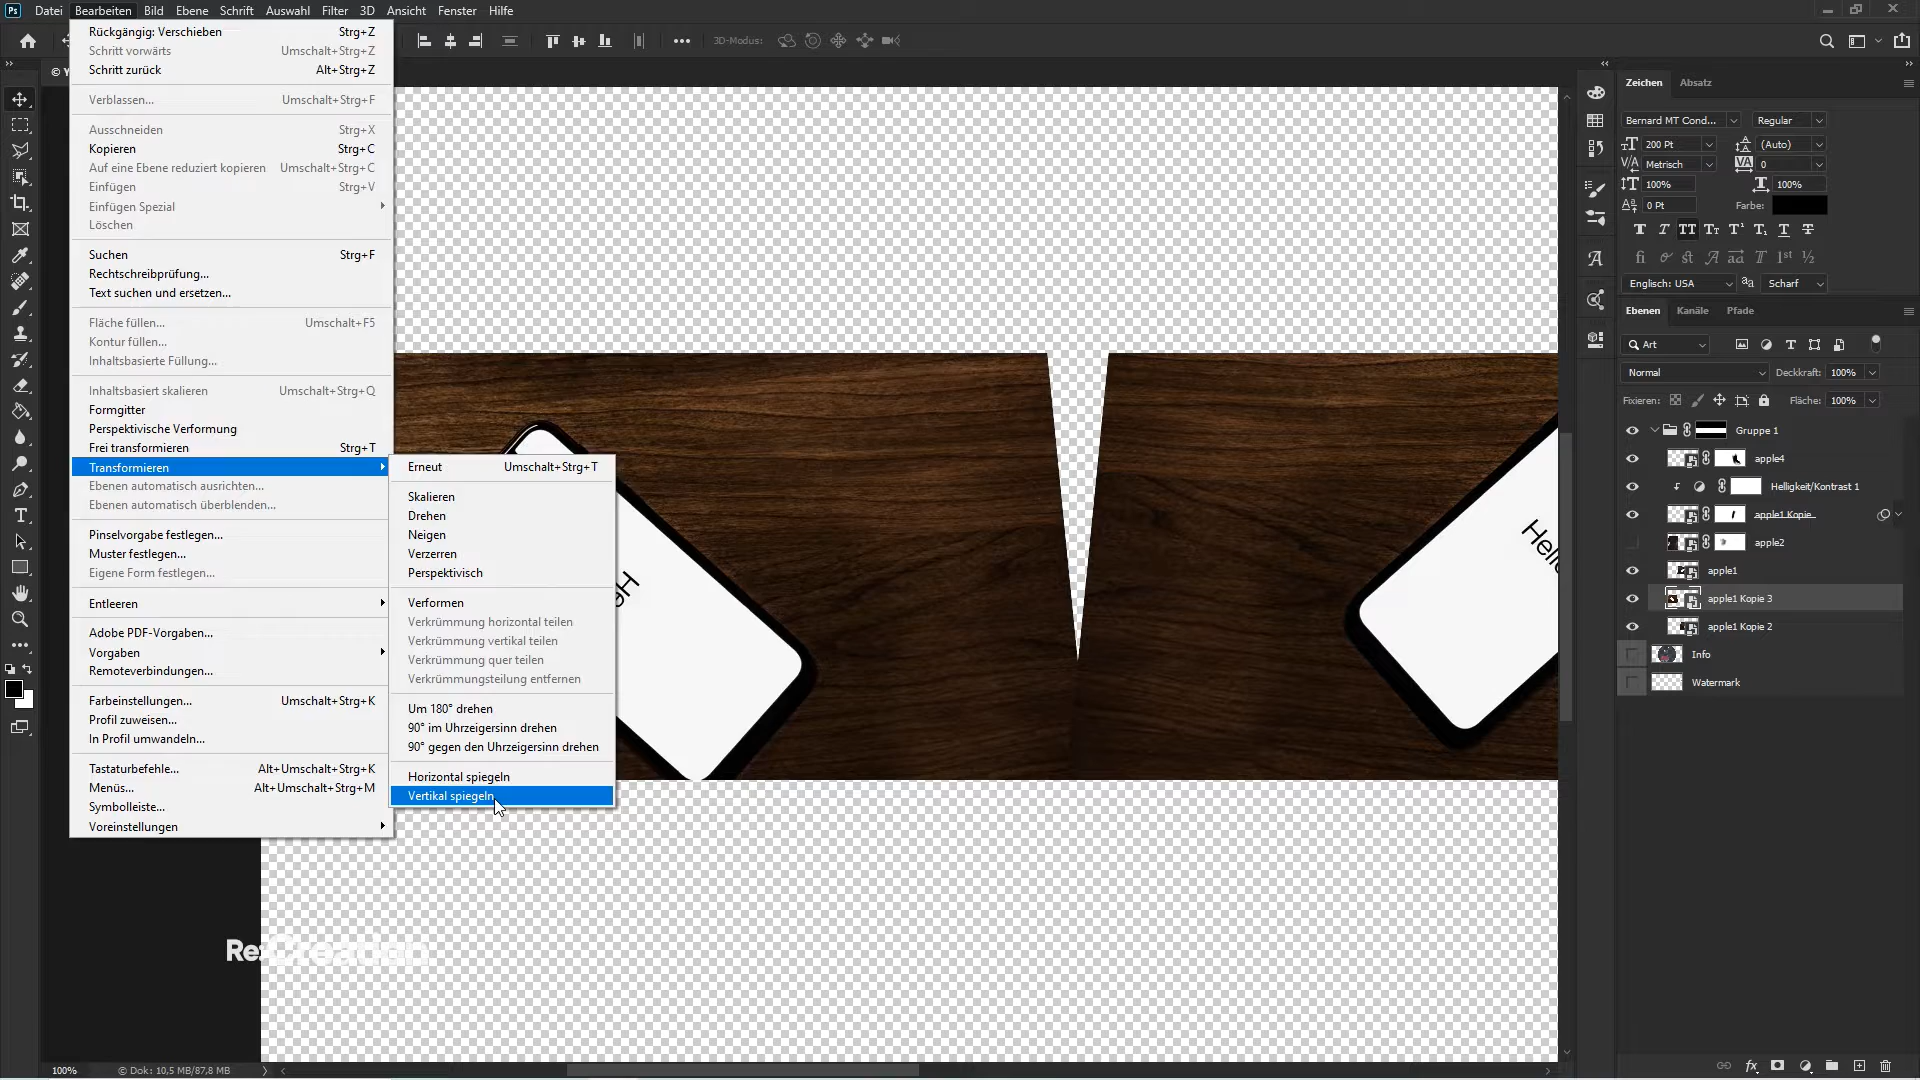 Datei Bearbeiten Bild Ebene Schrift Auswahl Filter 3D Ansicht Fenster Hilfe
Rückgängig: Verschieben Strg+Z
Schritt vorwärts Umschalt+Strg+Z
Schritt zurück Alt+Strg+Z
Verblassen... Umschalt+Strg+F
Ausschneiden Strg+X
Kopieren Strg+C
Auf eine Ebene reduziert kopieren Umschalt+Strg+C
Einfügen Strg+V
Einfügen Spezial
Löschen
Suchen Strg+F
Rechtschreibprüfung...
Text suchen und ersetzen...
Fläche füllen... Umschalt+F5
Kontur füllen...
Inhaltsbasierte Füllung...
Inhaltsbasiert skalieren Umschalt+Strg+Q
Formgitter
Perspektivische Verformung
Frei transformieren Strg+T
Transformieren
Ebenen automatisch ausrichten...
Ebenen automatisch überblenden...
Pinselvorgabe festlegen...
Muster festlegen...
Eigene Form festlegen...
Entleeren
Adobe PDF-Vorgaben...
Vorgaben
Remoteverbindungen...
Farbeinstellungen... Umschalt+Strg+K
Profil zuweisen...
In Profil umwandeln...
Tastaturbefehle... Alt+Umschalt+Strg+K
Menüs... Alt+Umschalt+Strg+M
Symbolleiste...
Voreinstellungen
Erneut Umschalt+Strg+T
Skalieren
Drehen
Neigen
Verzerren
Perspektivisch
Verformen
Verkrümmung horizontal teilen
Verkrümmung vertikal teilen
Verkrümmung quer teilen
Verkrümmungsteilung entfernen
Um 180° drehen
90° im Uhrzeigersinn drehen
90° gegen den Uhrzeigersinn drehen
Horizontal spiegeln
Vertikal spiegeln
3D-Modus:
Zeichen Absatz
Bernard MT Cond... Regular
200 Pt (Auto)
Metrisch 0
100% 100%
0 Pt Farbe:
Englisch: USA Scharf
Ebenen Kanäle Pfade
Art
Normal Deckkraft: 100%
Fixieren: Fläche: 100%
Gruppe 1
apple4
Helligkeit/Kontrast 1
apple1 Kopie
apple2
apple1
apple1 Kopie 3
apple1 Kopie 2
Info
Watermark
Re:Creation
100% © Dok: 10,5 MB/87,8 MB